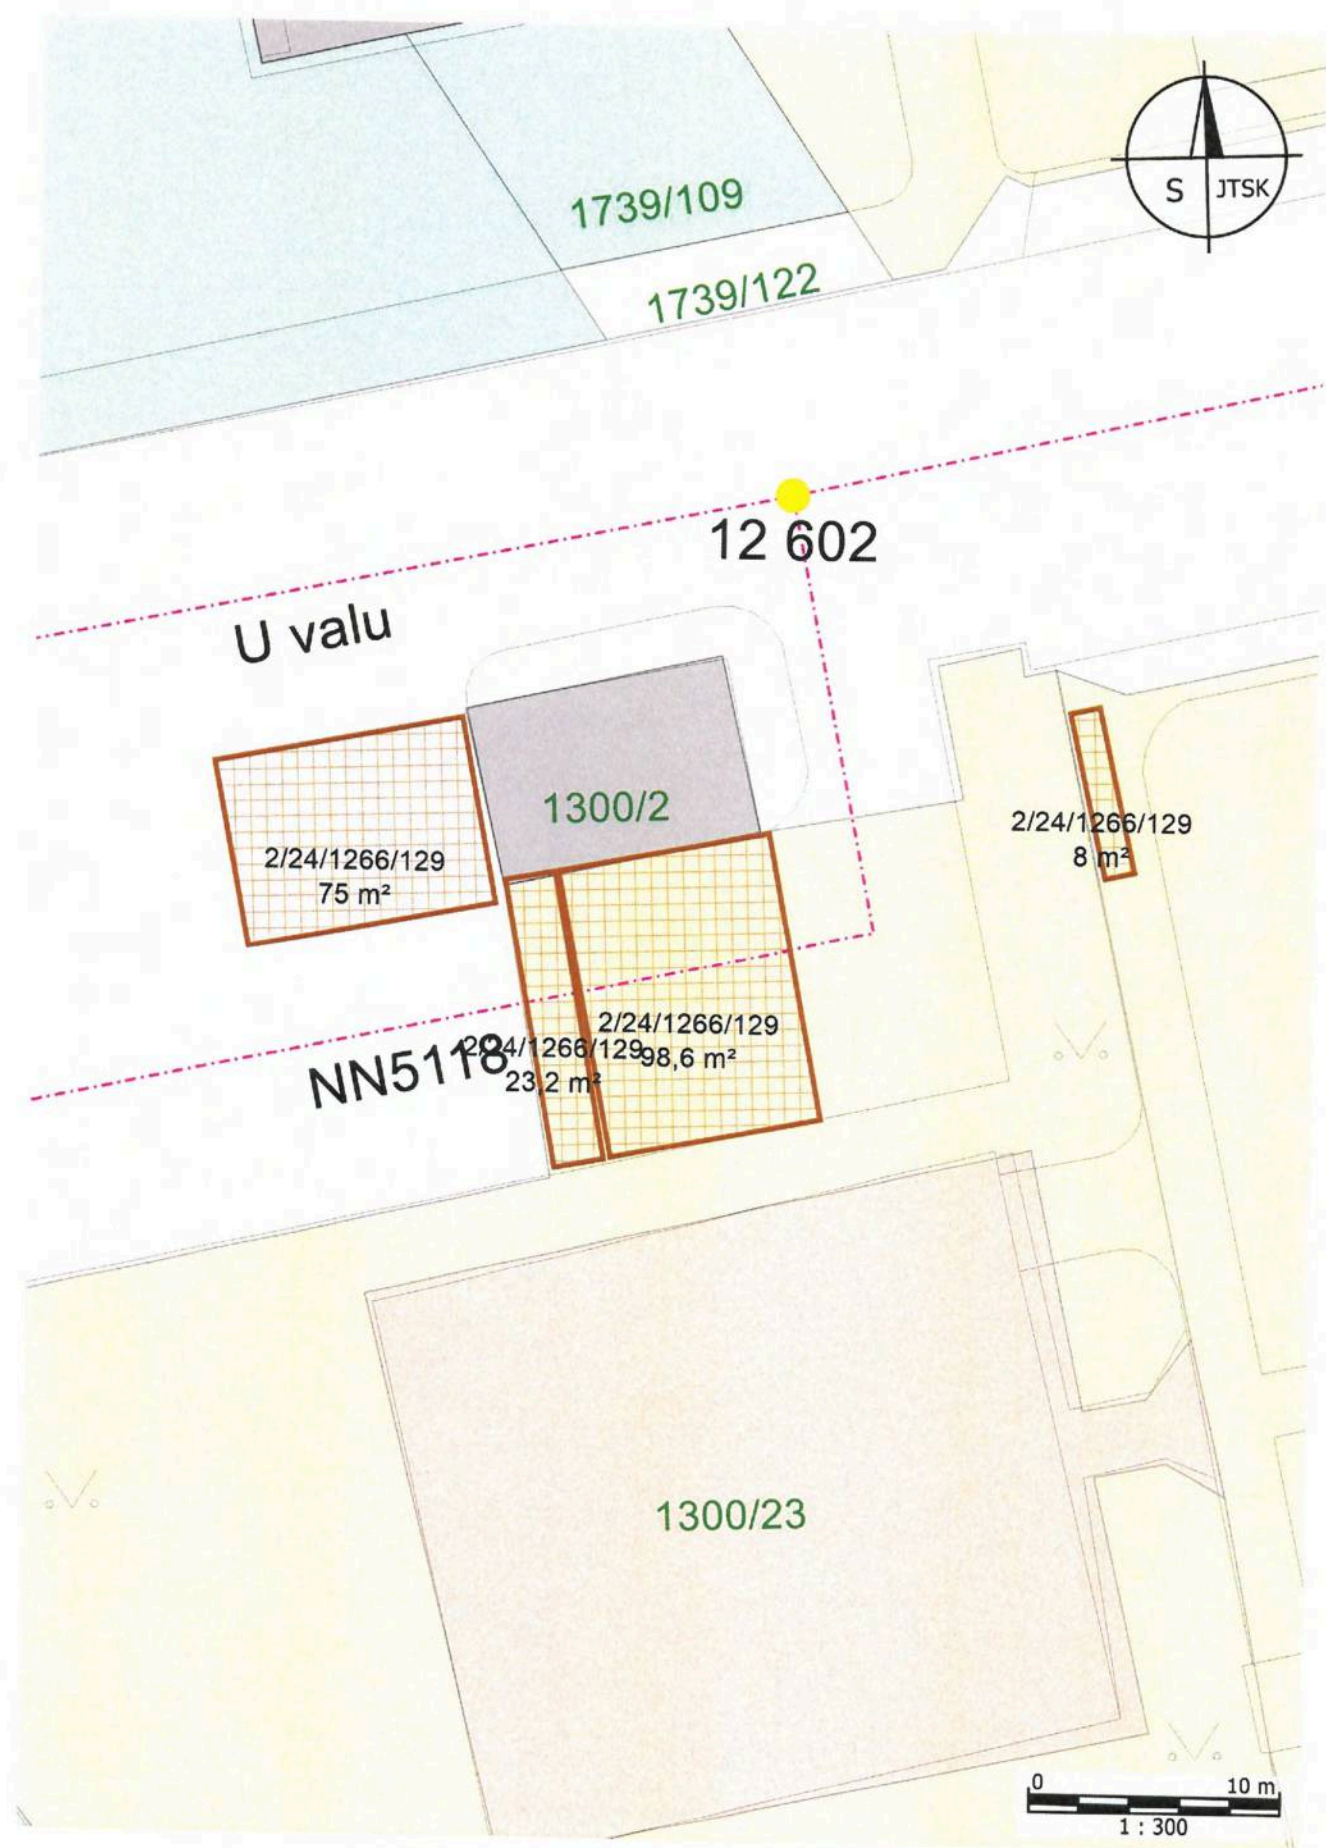 1739/109
S JTSK
1739/122
12 602
U valu
1300/2
2/24/1266/129
8 m²
2/24/1266/129
75 m²
2/24/1266/129
98,6 m²
2/24/1266/129
23,2 m²
NN5118
1300/23
0 10 m
1 : 300